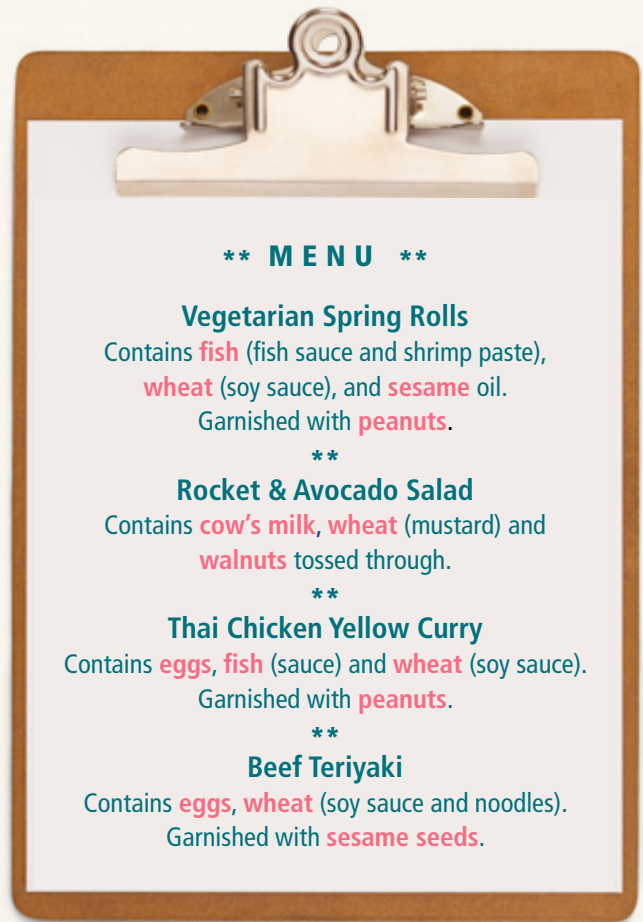 ** MENU **
Vegetarian Spring Rolls
Contains fish (fish sauce and shrimp paste),
wheat (soy sauce), and sesame oil.
Garnished with peanuts.
**
Rocket & Avocado Salad
Contains cow's milk, wheat (mustard) and
walnuts tossed through.
**
Thai Chicken Yellow Curry
Contains eggs, fish (sauce) and wheat (soy sauce).
Garnished with peanuts.
**
Beef Teriyaki
Contains eggs, wheat (soy sauce and noodles).
Garnished with sesame seeds.